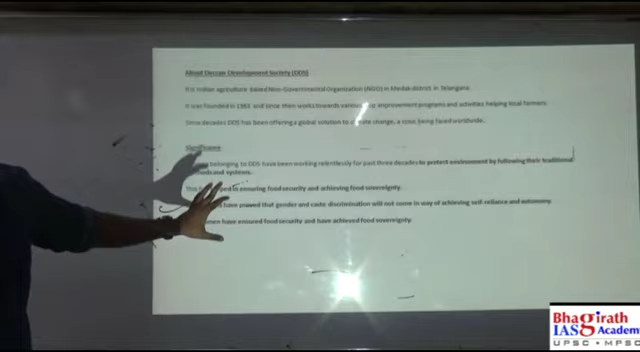 About Deccan Development Society (DDS)
It is Indian agriculture based Non-Governmental Organisation (NGO) in Medak district in Telangana.
It was founded in 1983 and since then works towards various improvement programs and activities helping local farmers.
Since decades DDS has been offering a global solution to climate change, a crisis being faced worldwide.
Significance
belonging to DDS have been working relentlessly for past three decades to protect environment by following their traditional
and systems.
This to ensuring food security and achieving food sovereignty.
have proved that gender and caste discrimination will not come in way of achieving self-reliance and autonomy.
have ensured food security and have achieved food sovereignty.
Bhagirath
IAS Academy
UPSC • MPSC